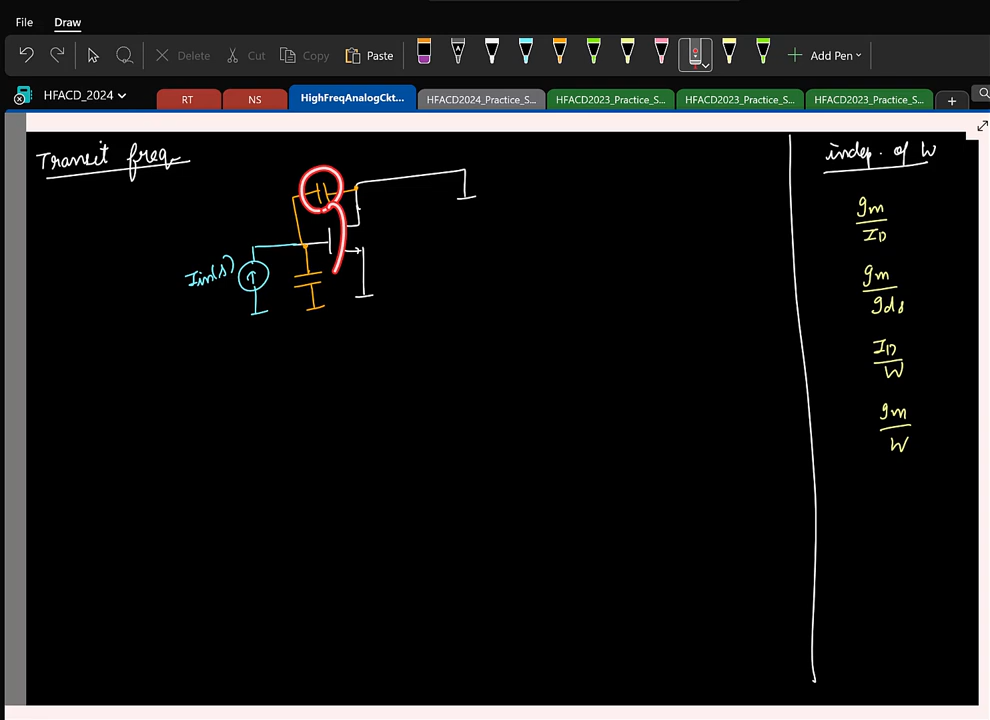 File Draw
Delete Cut Copy Paste A Add Pen
HFACD_2024 RT NS HighFreqAnalogCkt... HFACD2024_Practice_S... HFACD2023_Practice_S... HFACD2023_Practice_S... HFACD2023_Practice_S... +
Transit freq
indep. of W
Iin(s)
gm
ID
gm
gds
ID
W
gm
W